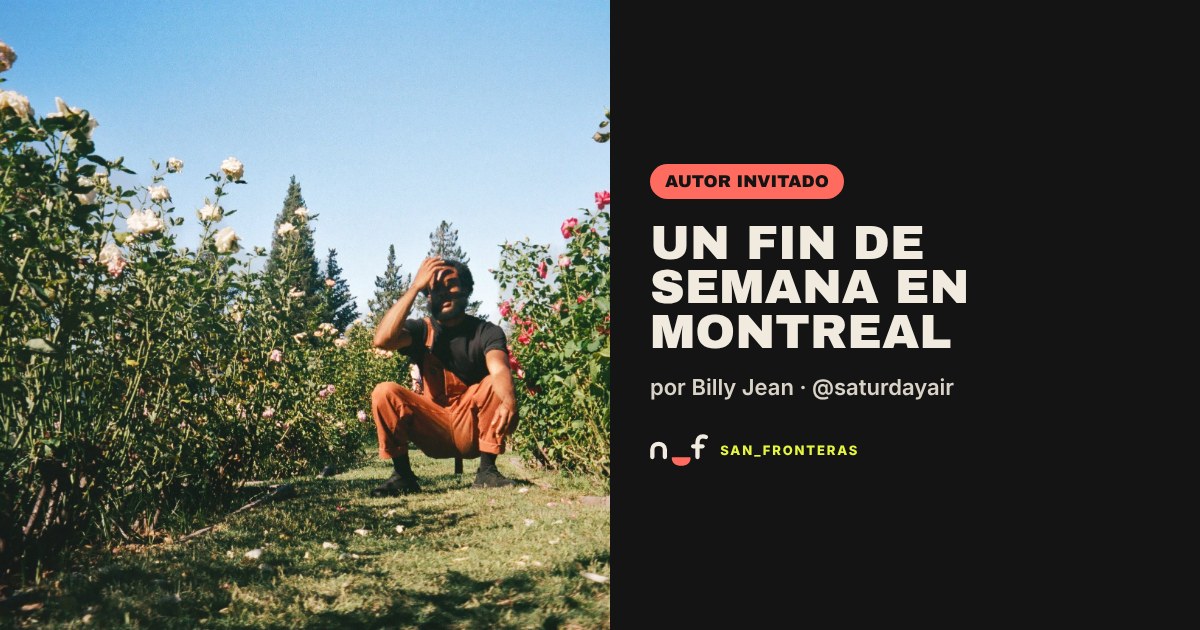 AUTOR INVITADO
UN FIN DE
SEMANA EN
MONTREAL
por Billy Jean · @saturdayair
n_f SAN_FRONTERAS